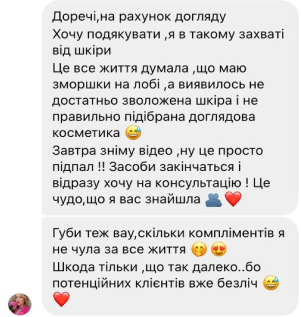 Доречі,на рахунок догляду
Хочу подякувати ,я в такому захваті
від шкіри
Це все життя думала ,що маю
зморшки на лобі ,а виявилось не
достатньо зволожена шкіра і не
правильно підібрана доглядова
косметика 😅
Завтра зніму відео ,ну це просто
підпал !! Засоби закінчаться і
відразу хочу на консультацію ! Це
чудо,що я вас знайшла 🫂❤️
Губи теж вау,скільки компліментів я
не чула за все життя 🤭😍
Шкода тільки ,що так далеко..бо
потенційних клієнтів вже безліч 😅
❤️